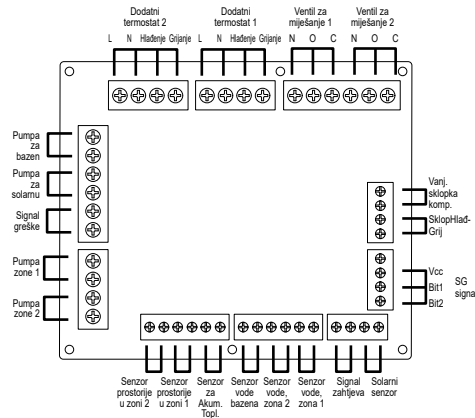 Dodatni
termostat 2
Dodatni
termostat 1
Ventil za
miješanje 1
Ventil za
miješanje 2
L N Hlađenje Grijanje
L N Hlađenje Grijanje
N O C
N O C
Pumpa
za
bazen
Pumpa
za
solarnu
Signal
greške
Pumpa
zone 1
Pumpa
zone 2
Vanj.
sklopka
komp.
SklopHlađ-
Grij
Vcc
Bit1
Bit2
SG
signa
Senzor
prostorije
u zoni 2
Senzor
prostorije
u zoni 1
Senzor
za
Akum.
Topl.
Senzor
vode
bazena
Senzor
vode,
zona 2
Senzor
vode,
zona 1
Signal
zahtjeva
Solarni
senzor